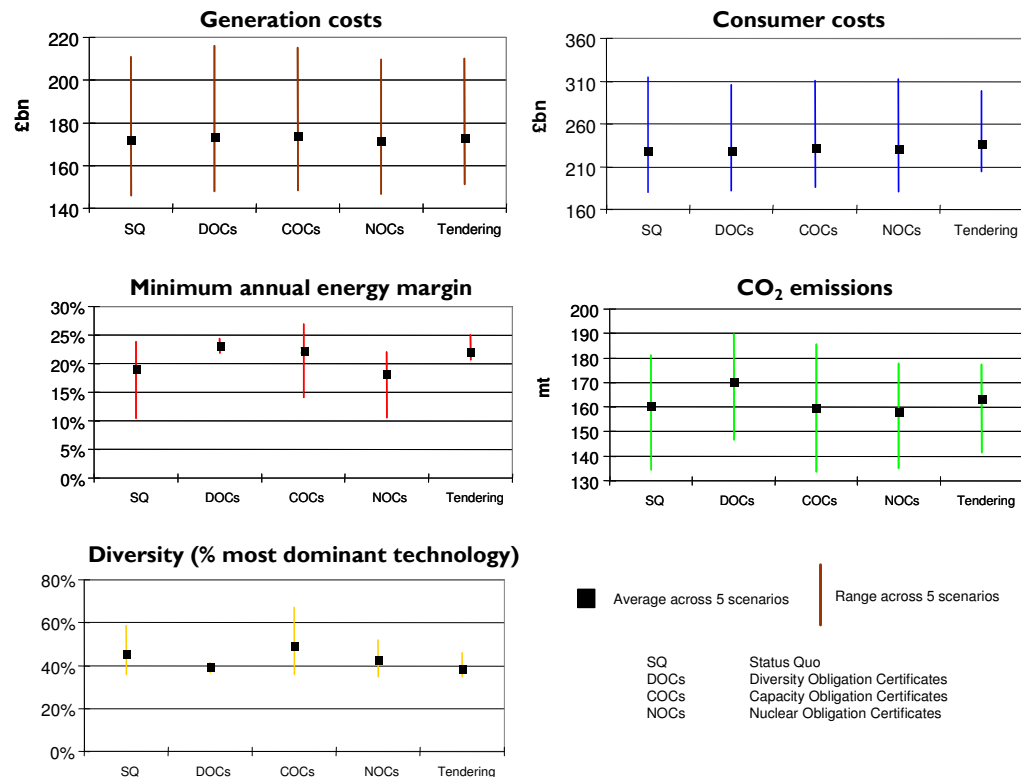 Generation costs
220
200
180
160
140
£bn
SQ DOCs COCs NOCs Tendering
Consumer costs
360
310
260
210
160
£bn
SQ DOCs COCs NOCs Tendering
Minimum annual energy margin
30%
25%
20%
15%
10%
5%
0%
SQ DOCs COCs NOCs Tendering
CO₂ emissions
200
190
180
170
160
150
140
130
mt
SQ DOCs COCs NOCs Tendering
Diversity (% most dominant technology)
80%
60%
40%
20%
0%
SQ DOCs COCs NOCs Tendering
Average across 5 scenarios
Range across 5 scenarios
SQ Status Quo
DOCs Diversity Obligation Certificates
COCs Capacity Obligation Certificates
NOCs Nuclear Obligation Certificates